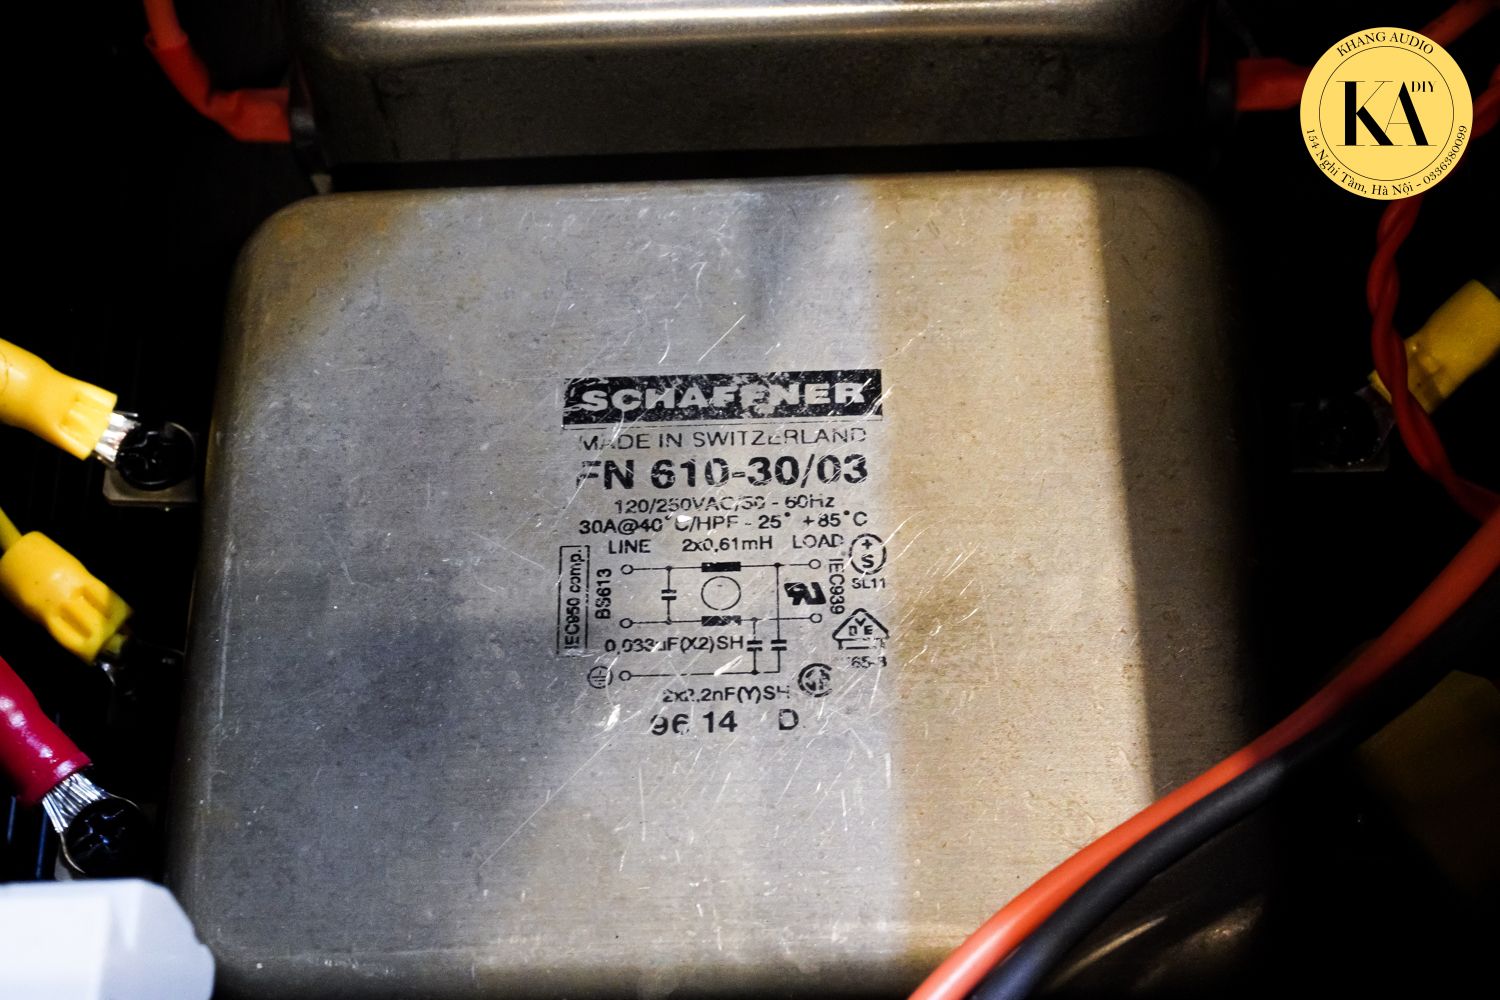 KHANG AUDIO
KA DIY
154 Nghi Tàm, Hà Nội - 0336380099
SCHAFFNER
MADE IN SWITZERLAND
FN 610-30/03
120/250VAC/50 - 60Hz
30A@40°C/HPF - 25° +85°C
LINE 2x0,61mH LOAD
IEC950 comp.
BS613
IEC939
+
S
SL11
0,033uF(X2)SH
VDE
2x2,2nF(Y)SH
96 14 D